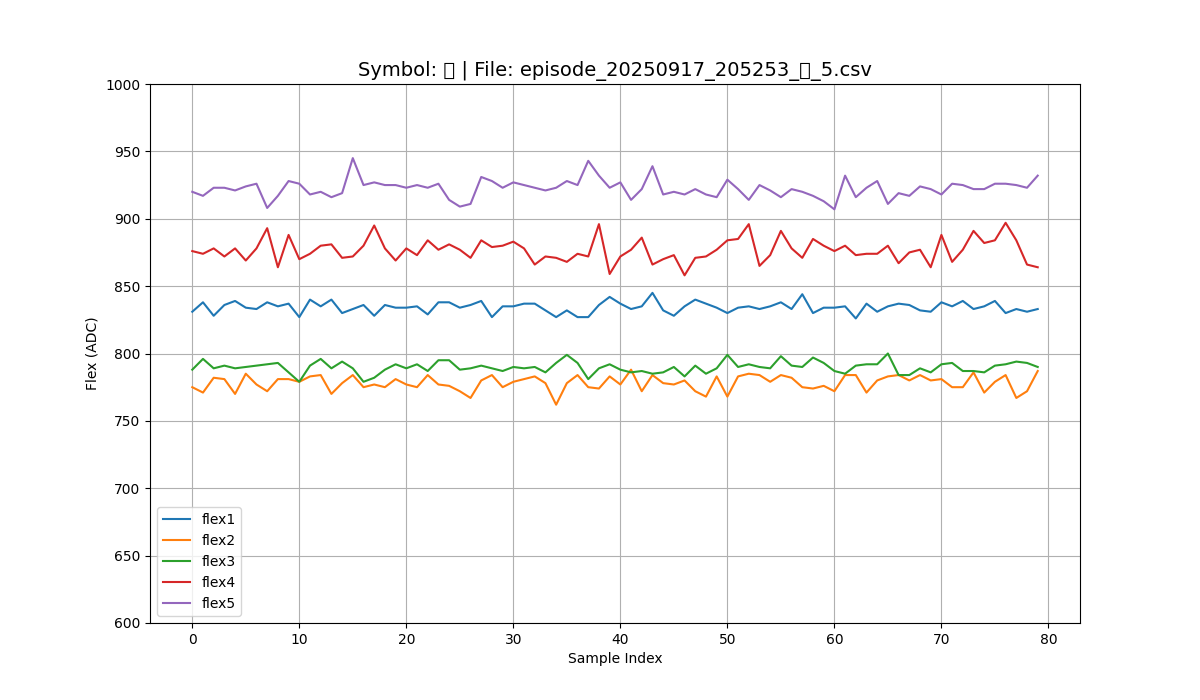 Symbol: | File: episode_20250917_205253_ _5.csv
1000
950
900
850
800
750
700
650
600
Flex (ADC)
flex1
flex2
flex3
flex4
flex5
0 10 20 30 40 50 60 70 80
Sample Index